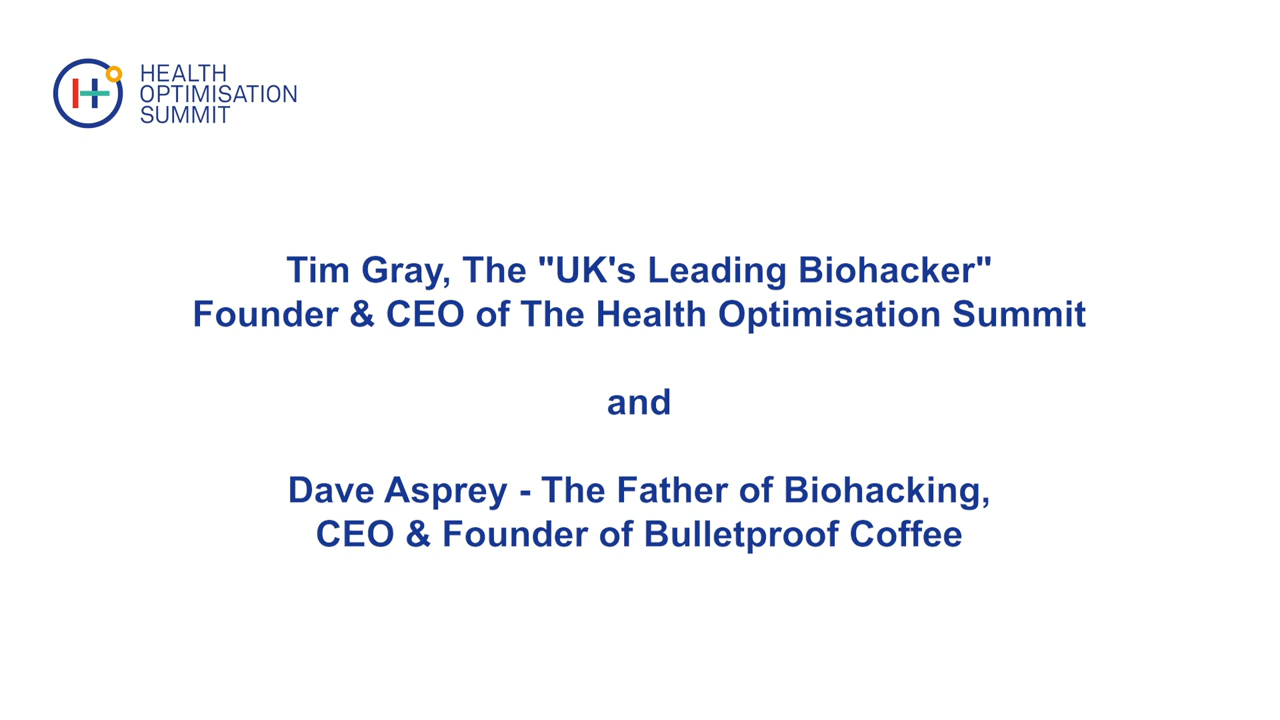 HEALTH
OPTIMISATION
SUMMIT
Tim Gray, The "UK's Leading Biohacker"
Founder & CEO of The Health Optimisation Summit
and
Dave Asprey - The Father of Biohacking,
CEO & Founder of Bulletproof Coffee